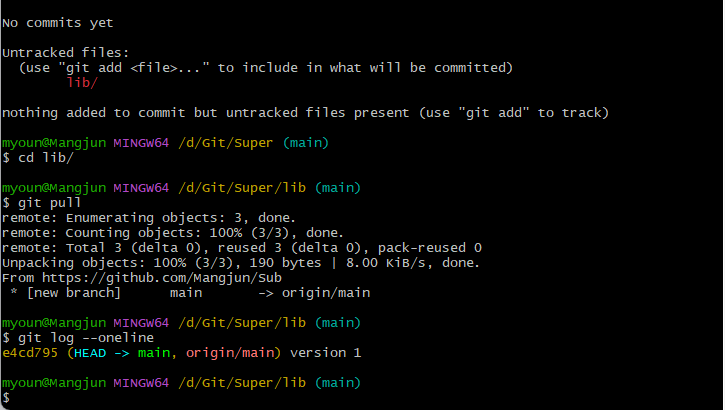 No commits yet
Untracked files:
(use "git add <file>..." to include in what will be committed)
lib/
nothing added to commit but untracked files present (use "git add" to track)
myoun@Mangjun MINGW64 /d/Git/Super (main)
$ cd lib/
myoun@Mangjun MINGW64 /d/Git/Super/lib (main)
$ git pull
remote: Enumerating objects: 3, done.
remote: Counting objects: 100% (3/3), done.
remote: Total 3 (delta 0), reused 3 (delta 0), pack-reused 0
Unpacking objects: 100% (3/3), 190 bytes | 8.00 KiB/s, done.
From https://github.com/Mangjun/Sub
* [new branch] main -> origin/main
myoun@Mangjun MINGW64 /d/Git/Super/lib (main)
$ git log --oneline
e4cd795 (HEAD -> main, origin/main) version 1
myoun@Mangjun MINGW64 /d/Git/Super/lib (main)
$